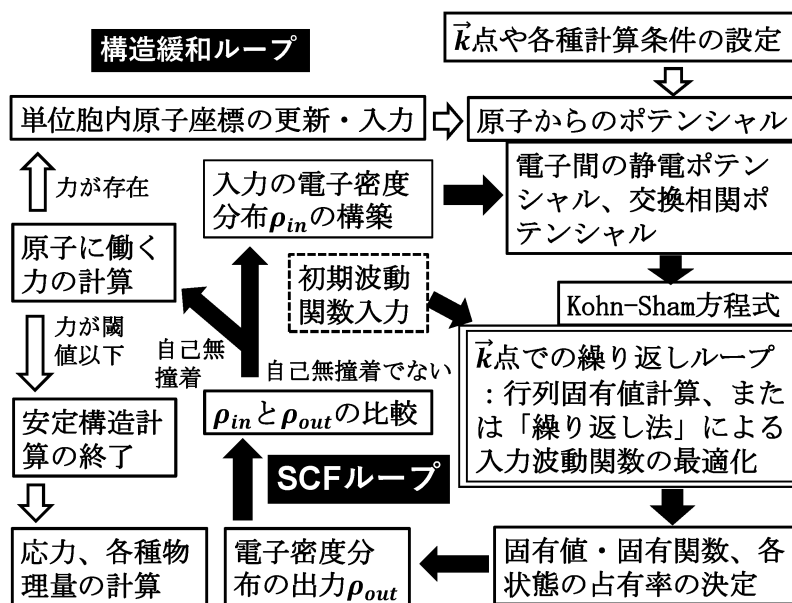 構造緩和ループ
k⃗点や各種計算条件の設定
単位胞内原子座標の更新・入力
原子からのポテンシャル
力が存在
入力の電子密度
分布ρinの構築
電子間の静電ポテン
シャル、交換相関ポ
テンシャル
原子に働く
力の計算
初期波動
関数入力
Kohn-Sham方程式
力が閾
値以下
自己無
撞着
自己無撞着でない
k⃗点での繰り返しループ
：行列固有値計算、また
は「繰り返し法」による
入力波動関数の最適化
安定構造計
算の終了
ρinとρoutの比較
SCFループ
応力、各種物
理量の計算
電子密度分
布の出力ρout
固有値・固有関数、各
状態の占有率の決定